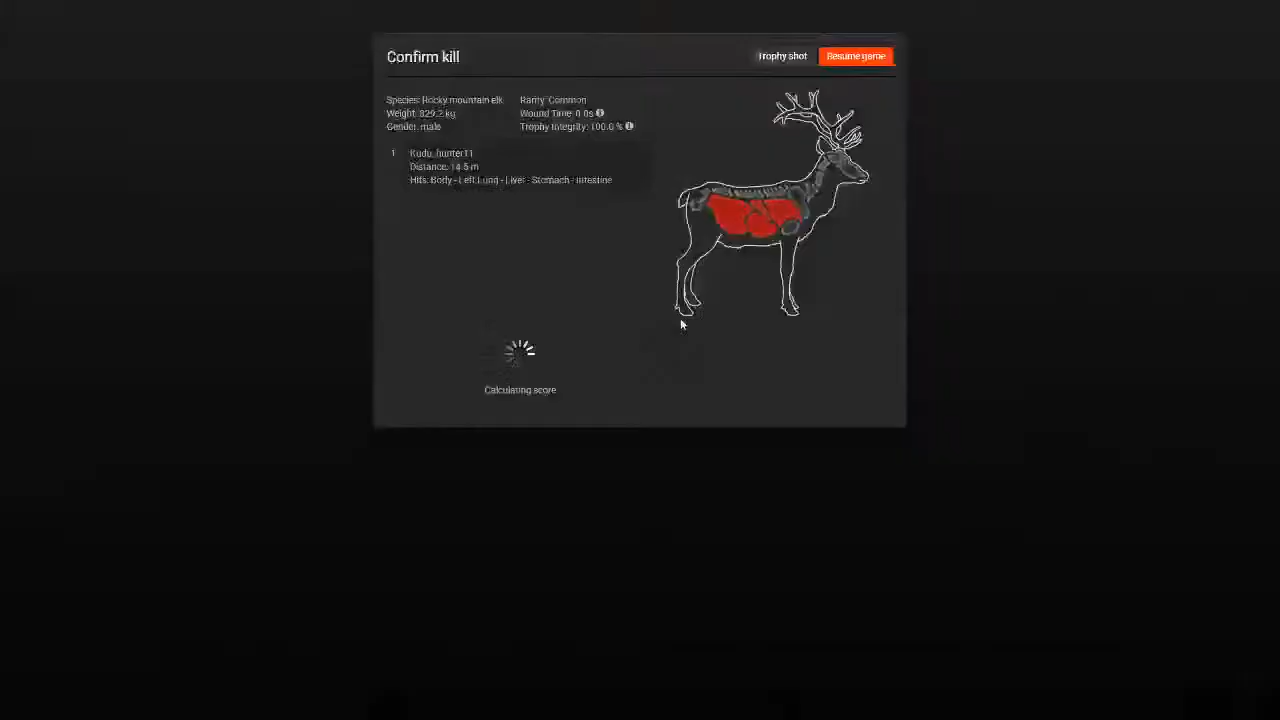 Confirm kill
Trophy shot
Resume game
Species: Rocky mountain elk
Rarity: Common
Weight: 329.2 kg
Wound Time: 0.0s
Gender: male
Trophy Integrity: 100.0 %
1
Kudu_hunter11
Distance: 14.5 m
Hits: Body - Left Lung - Liver - Stomach - Intestine
Calculating score